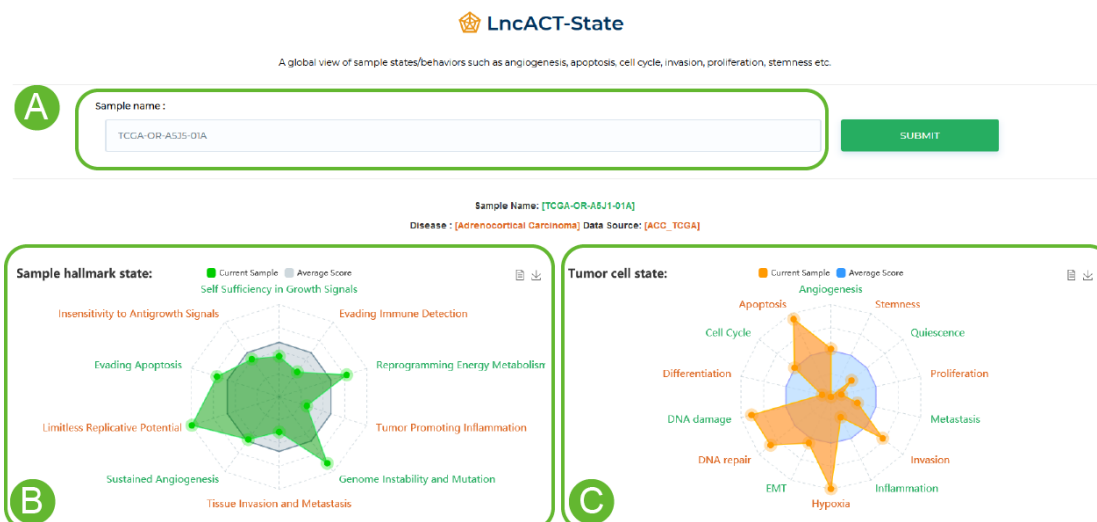 LncACT-State
A global view of sample states/behaviors such as angiogenesis, apoptosis, cell cycle, invasion, proliferation, stemness etc.
A
Sample name :
TCGA-OR-A5J5-01A
SUBMIT
Sample Name: [TCGA-OR-A5J1-01A]
Disease : [Adrenocortical Carcinoma] Data Source: [ACC_TCGA]
Sample hallmark state:
Current Sample
Average Score
Self Sufficiency in Growth Signals
Insensitivity to Antigrowth Signals
Evading Immune Detection
Evading Apoptosis
Reprogramming Energy Metabolism
Limitless Replicative Potential
Tumor Promoting Inflammation
Sustained Angiogenesis
Genome Instability and Mutation
Tissue Invasion and Metastasis
B
Tumor cell state:
Current Sample
Average Score
Angiogenesis
Apoptosis
Stemness
Cell Cycle
Quiescence
Differentiation
Proliferation
DNA damage
Metastasis
DNA repair
Invasion
EMT
Inflammation
Hypoxia
C